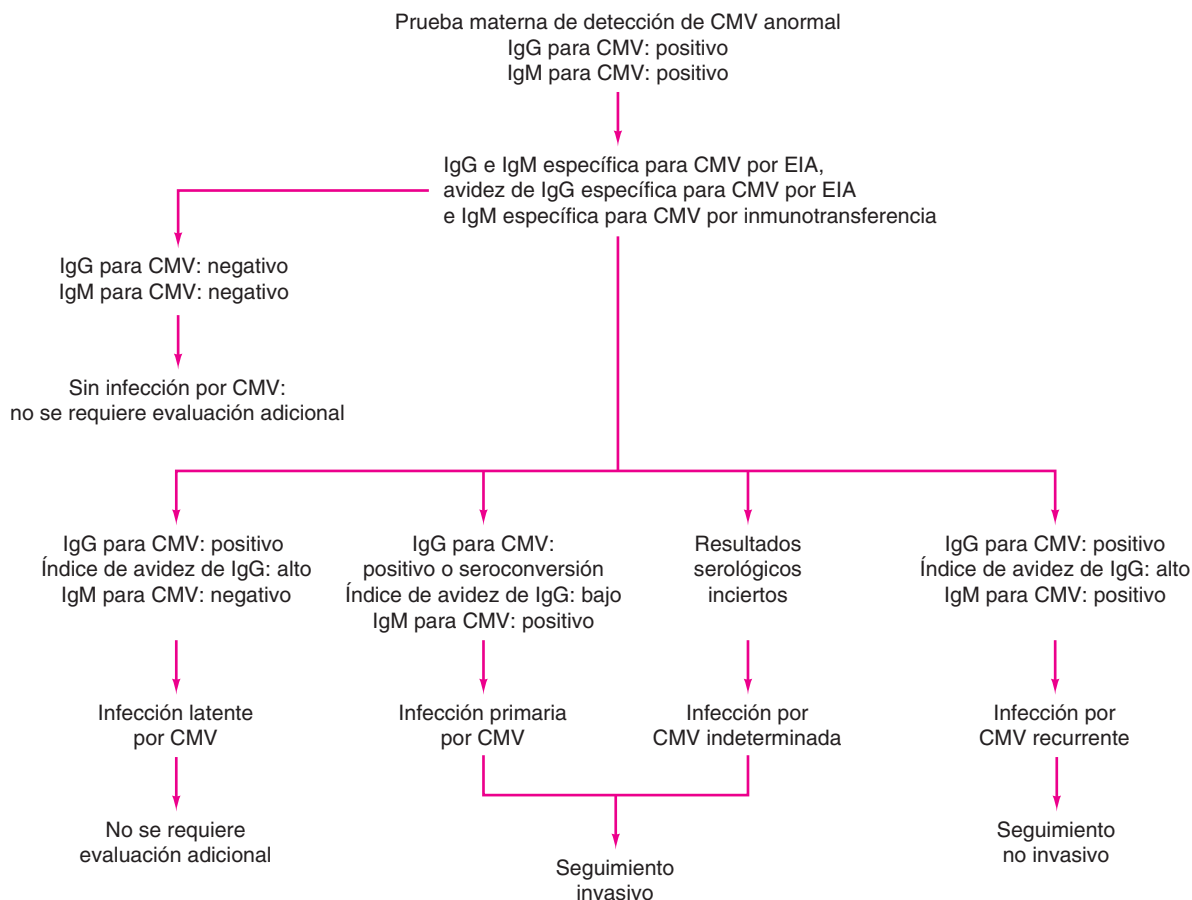 Prueba materna de detección de CMV anormal
IgG para CMV: positivo
IgM para CMV: positivo
IgG e IgM específica para CMV por EIA,
avidez de IgG específica para CMV por EIA
e IgM específica para CMV por inmunotransferencia
IgG para CMV: negativo
IgM para CMV: negativo
Sin infección por CMV:
no se requiere evaluación adicional
IgG para CMV: positivo
Índice de avidez de IgG: alto
IgM para CMV: negativo
IgG para CMV:
positivo o seroconversión
Índice de avidez de IgG: bajo
IgM para CMV: positivo
Resultados
serológicos
inciertos
IgG para CMV: positivo
Índice de avidez de IgG: alto
IgM para CMV: positivo
Infección latente
por CMV
Infección primaria
por CMV
Infección por
CMV indeterminada
Infección por
CMV recurrente
No se requiere
evaluación adicional
Seguimiento
invasivo
Seguimiento
no invasivo